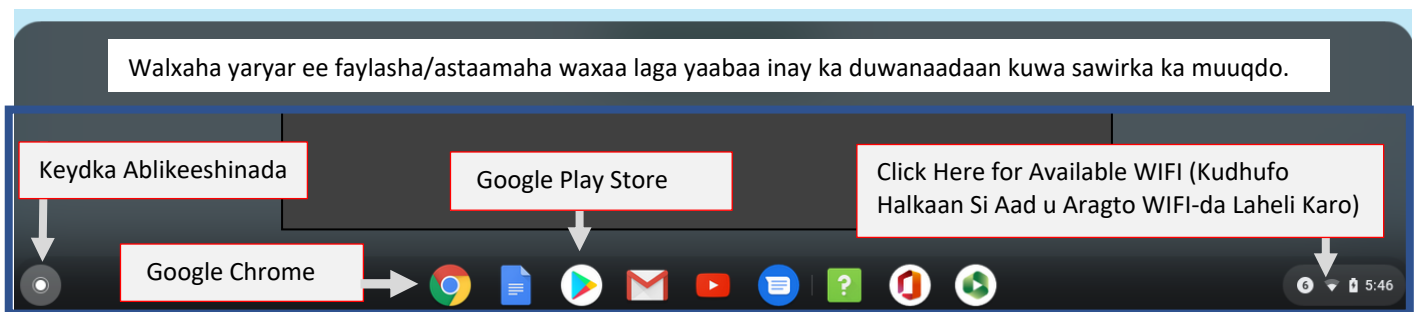 Walxaha yaryar ee faylasha/astaamaha waxaa laga yaabaa inay ka duwanaadaan kuwa sawirka ka muuqdo.
Keydka Ablikeeshinada
Google Play Store
Click Here for Available WIFI (Kudhufo
Halkaan Si Aad u Aragto WIFI-da Laheli Karo)
Google Chrome
?
6 5:46